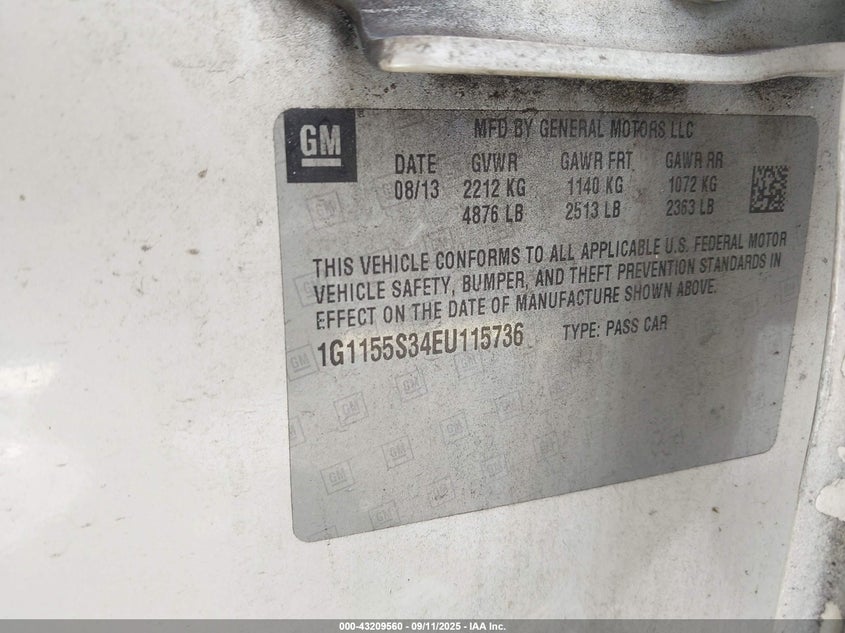 GM
MFD BY GENERAL MOTORS LLC
DATE GVWR GAWR FRT GAWR RR
08/13 2212 KG 1140 KG 1072 KG
4876 LB 2513 LB 2363 LB
THIS VEHICLE CONFORMS TO ALL APPLICABLE U.S. FEDERAL MOTOR
VEHICLE SAFETY, BUMPER, AND THEFT PREVENTION STANDARDS IN
EFFECT ON THE DATE OF MANUFACTURE SHOWN ABOVE.
1G1155S34EU115736 TYPE: PASS CAR
000-43209560 - 09/11/2025 - IAA Inc.